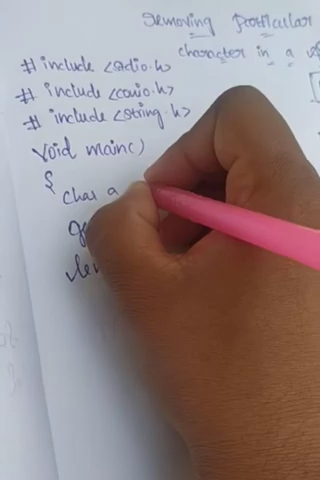 Removing Particular
character in a
# include <stdio.h>
# include <conio.h>
# include <string.h>
Void main()
{
char a